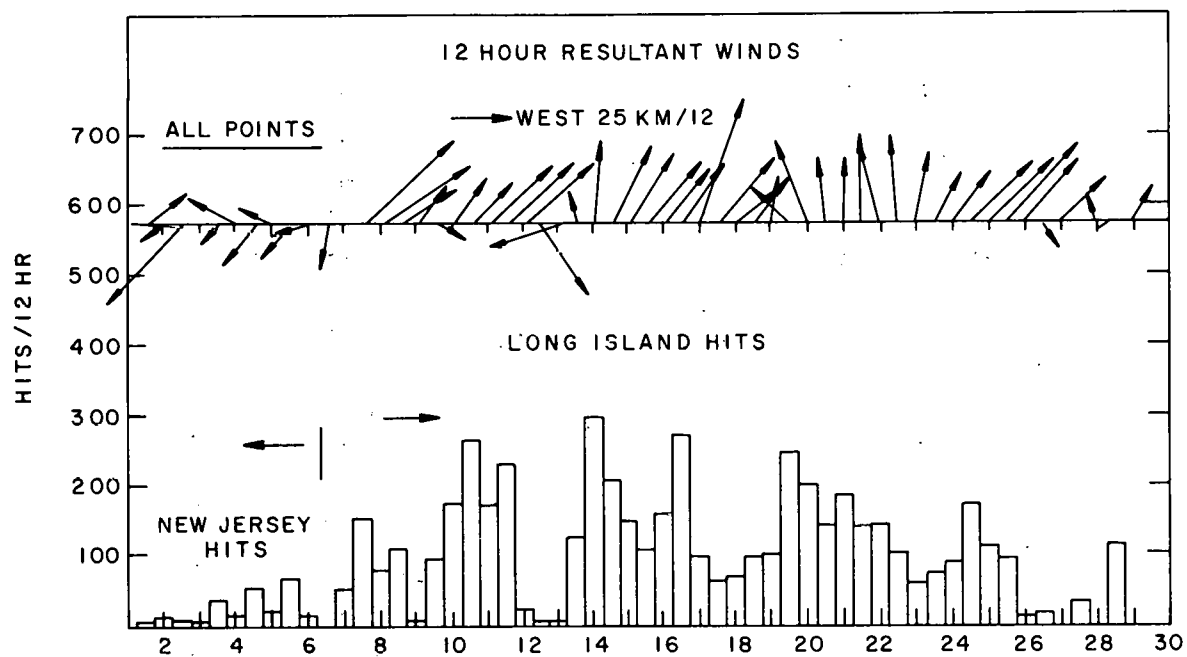 12 HOUR RESULTANT WINDS
WEST 25 KM/12
ALL POINTS
700
600
500
400
300
200
100
HITS/12 HR
LONG ISLAND HITS
NEW JERSEY
HITS
2 4 6 8 10 12 14 16 18 20 22 24 26 28 30